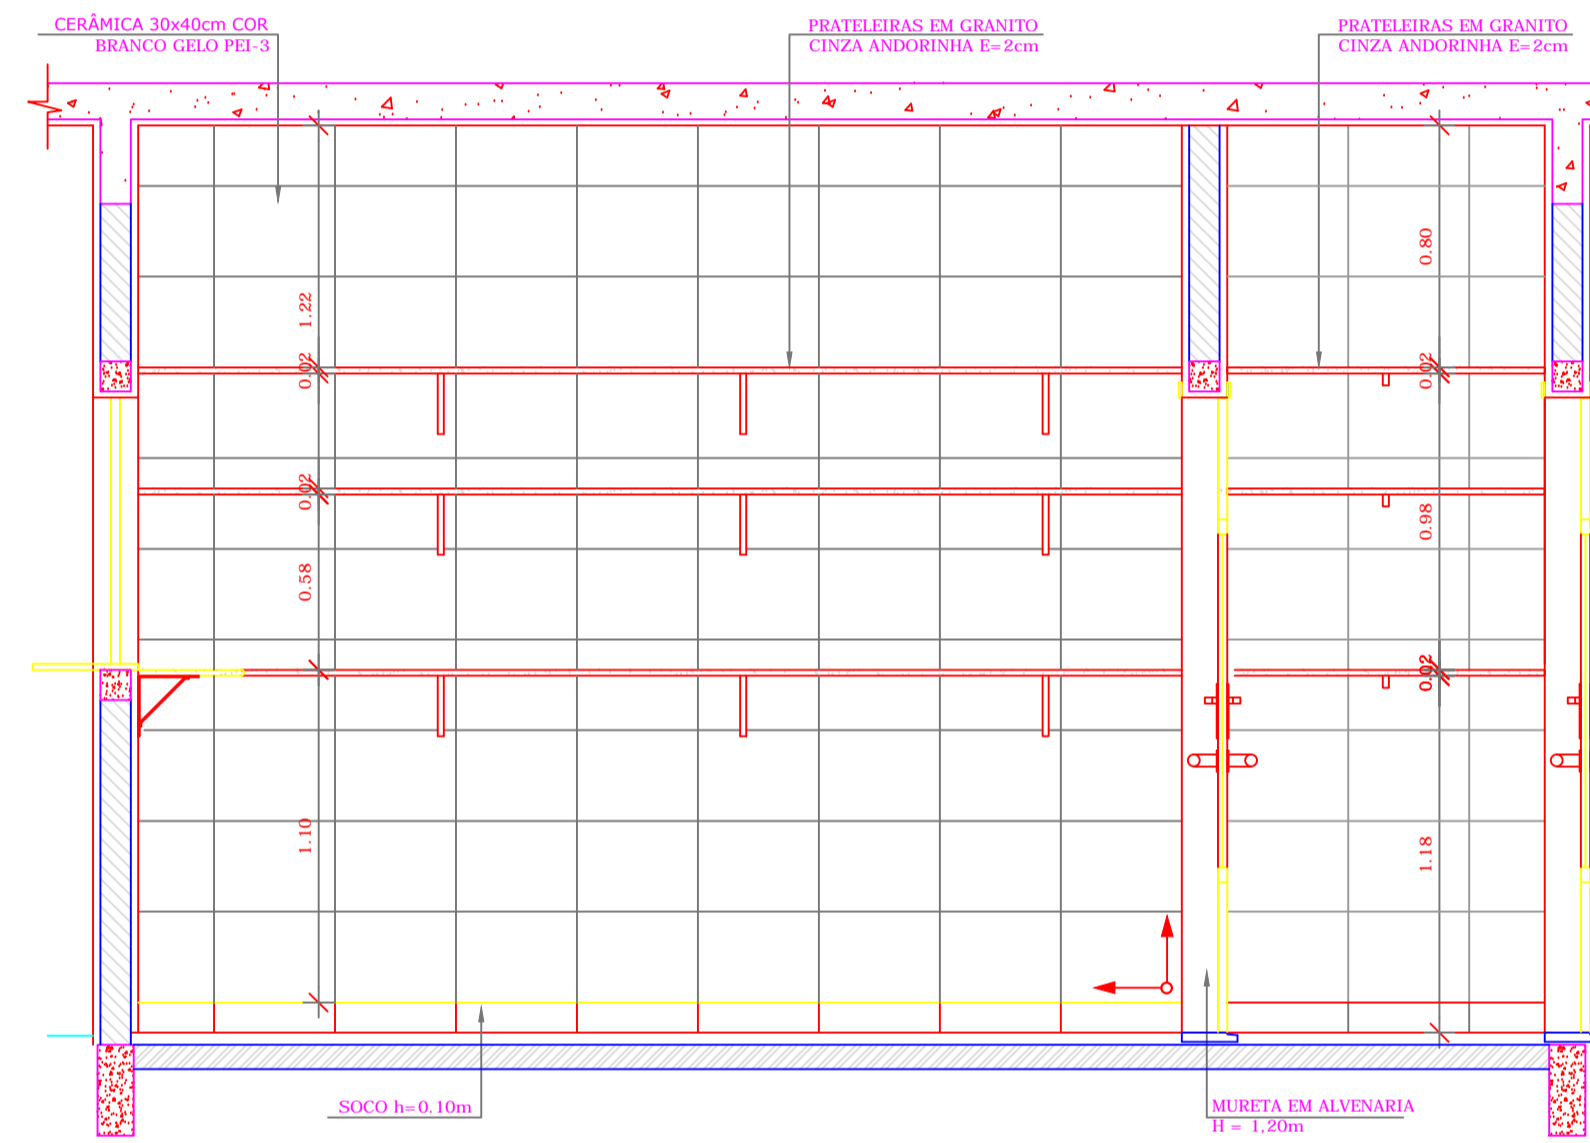 CERÂMICA 30x40cm COR
BRANCO GELO PEI-3
PRATELEIRAS EM GRANITO
CINZA ANDORINHA E=2cm
PRATELEIRAS EM GRANITO
CINZA ANDORINHA E=2cm
1.22
0.02
0.02
0.58
1.10
0.80
0.02
0.98
0.02
1.18
SOCO h=0.10m
MURETA EM ALVENARIA
H = 1,20m